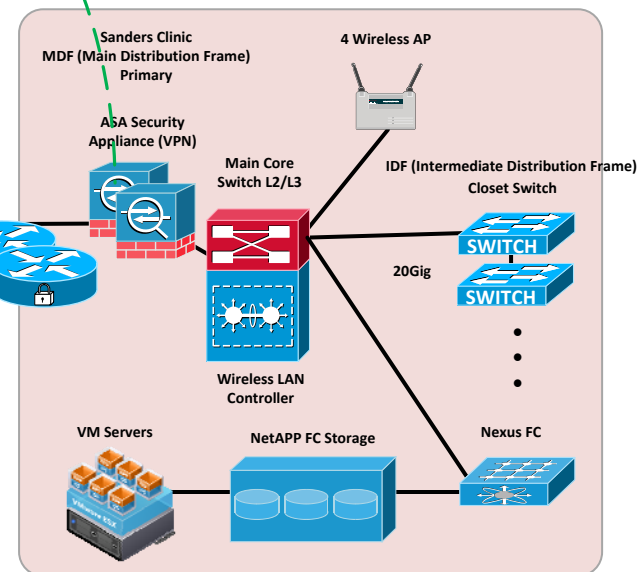 Sanders Clinic
MDF (Main Distribution Frame)
Primary
4 Wireless AP
ASA Security
Appliance (VPN)
Main Core
Switch L2/L3
IDF (Intermediate Distribution Frame)
Closet Switch
SWITCH
20Gig
SWITCH
Wireless LAN
Controller
VM Servers
NetAPP FC Storage
Nexus FC
VMware ESX